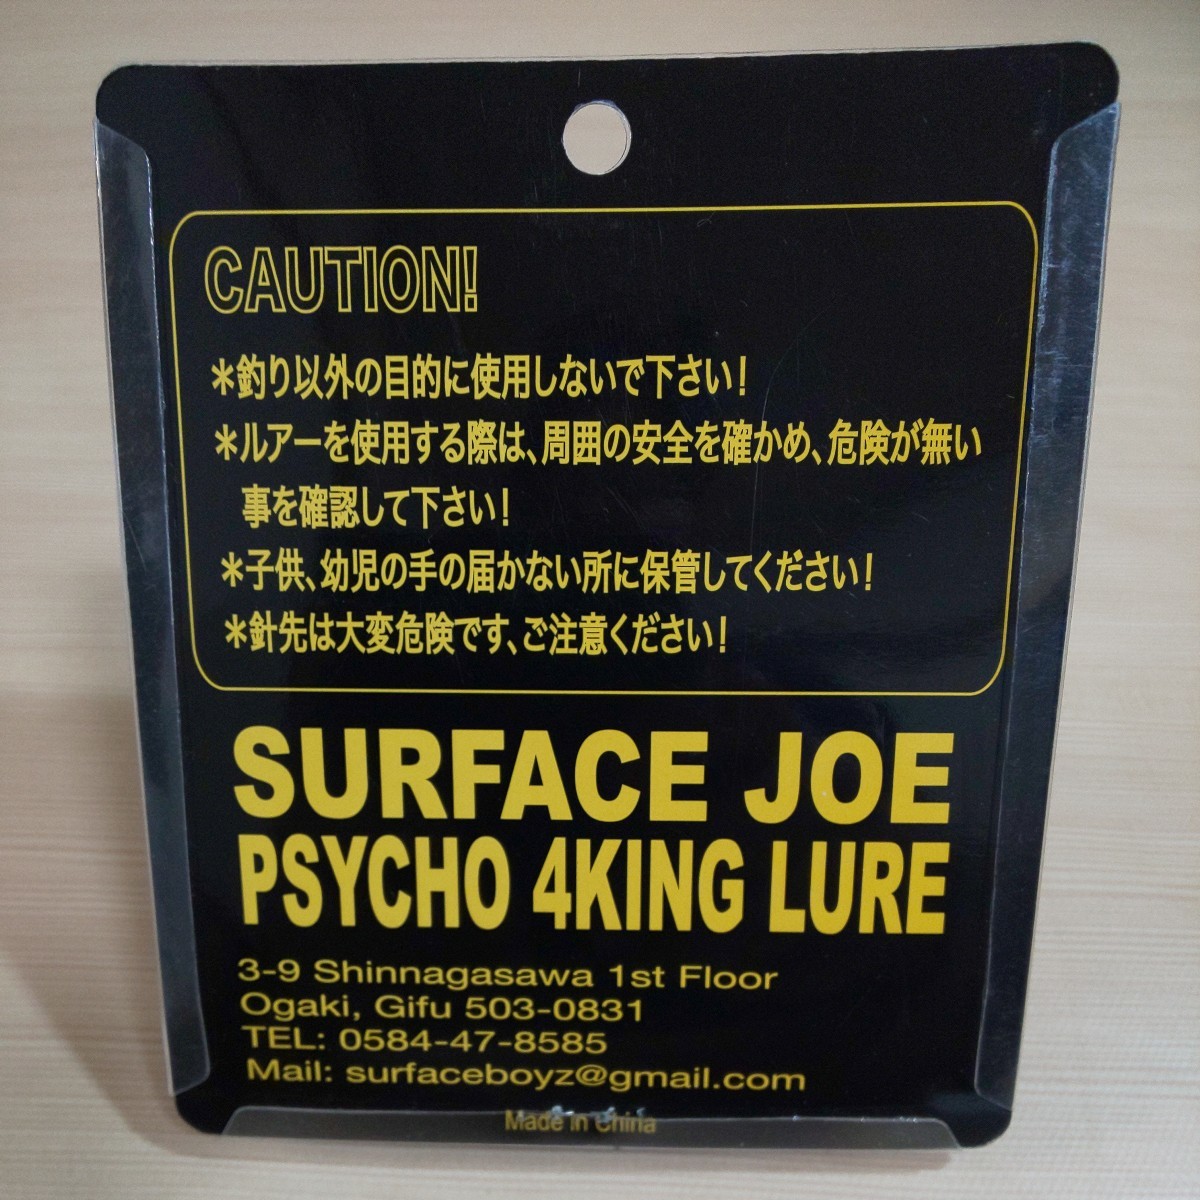 CAUTION!
＊釣り以外の目的に使用しないで下さい！
＊ルアーを使用する際は、周囲の安全を確かめ、危険が無い
事を確認して下さい！
＊子供、幼児の手の届かない所に保管してください！
＊針先は大変危険です、ご注意ください！
SURFACE JOE
PSYCHO 4KING LURE
3-9 Shinnagasawa 1st Floor
Ogaki, Gifu 503-0831
TEL: 0584-47-8585
Mail: surfaceboyz@gmail.com
Made in China